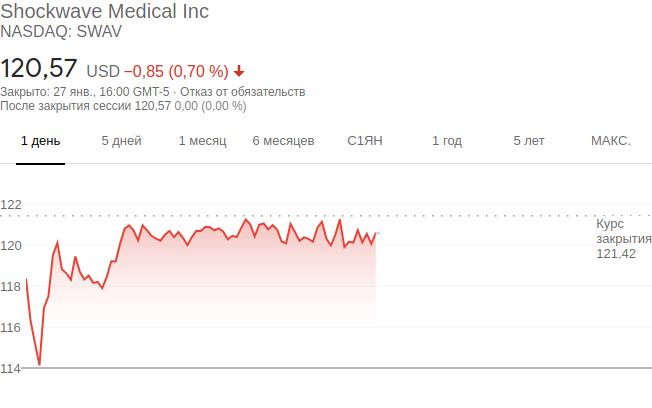 Shockwave Medical Inc
NASDAQ: SWAV
120,57 USD −0,85 (0,70 %)
Закрыто: 27 янв., 16:00 GMT-5 · Отказ от обязательств
После закрытия сессии 120,57 0,00 (0,00 %)
1 день 5 дней 1 месяц 6 месяцев С1ЯН 1 год 5 лет МАКС.
122
Курс
закрытия
121,42
120
118
116
114